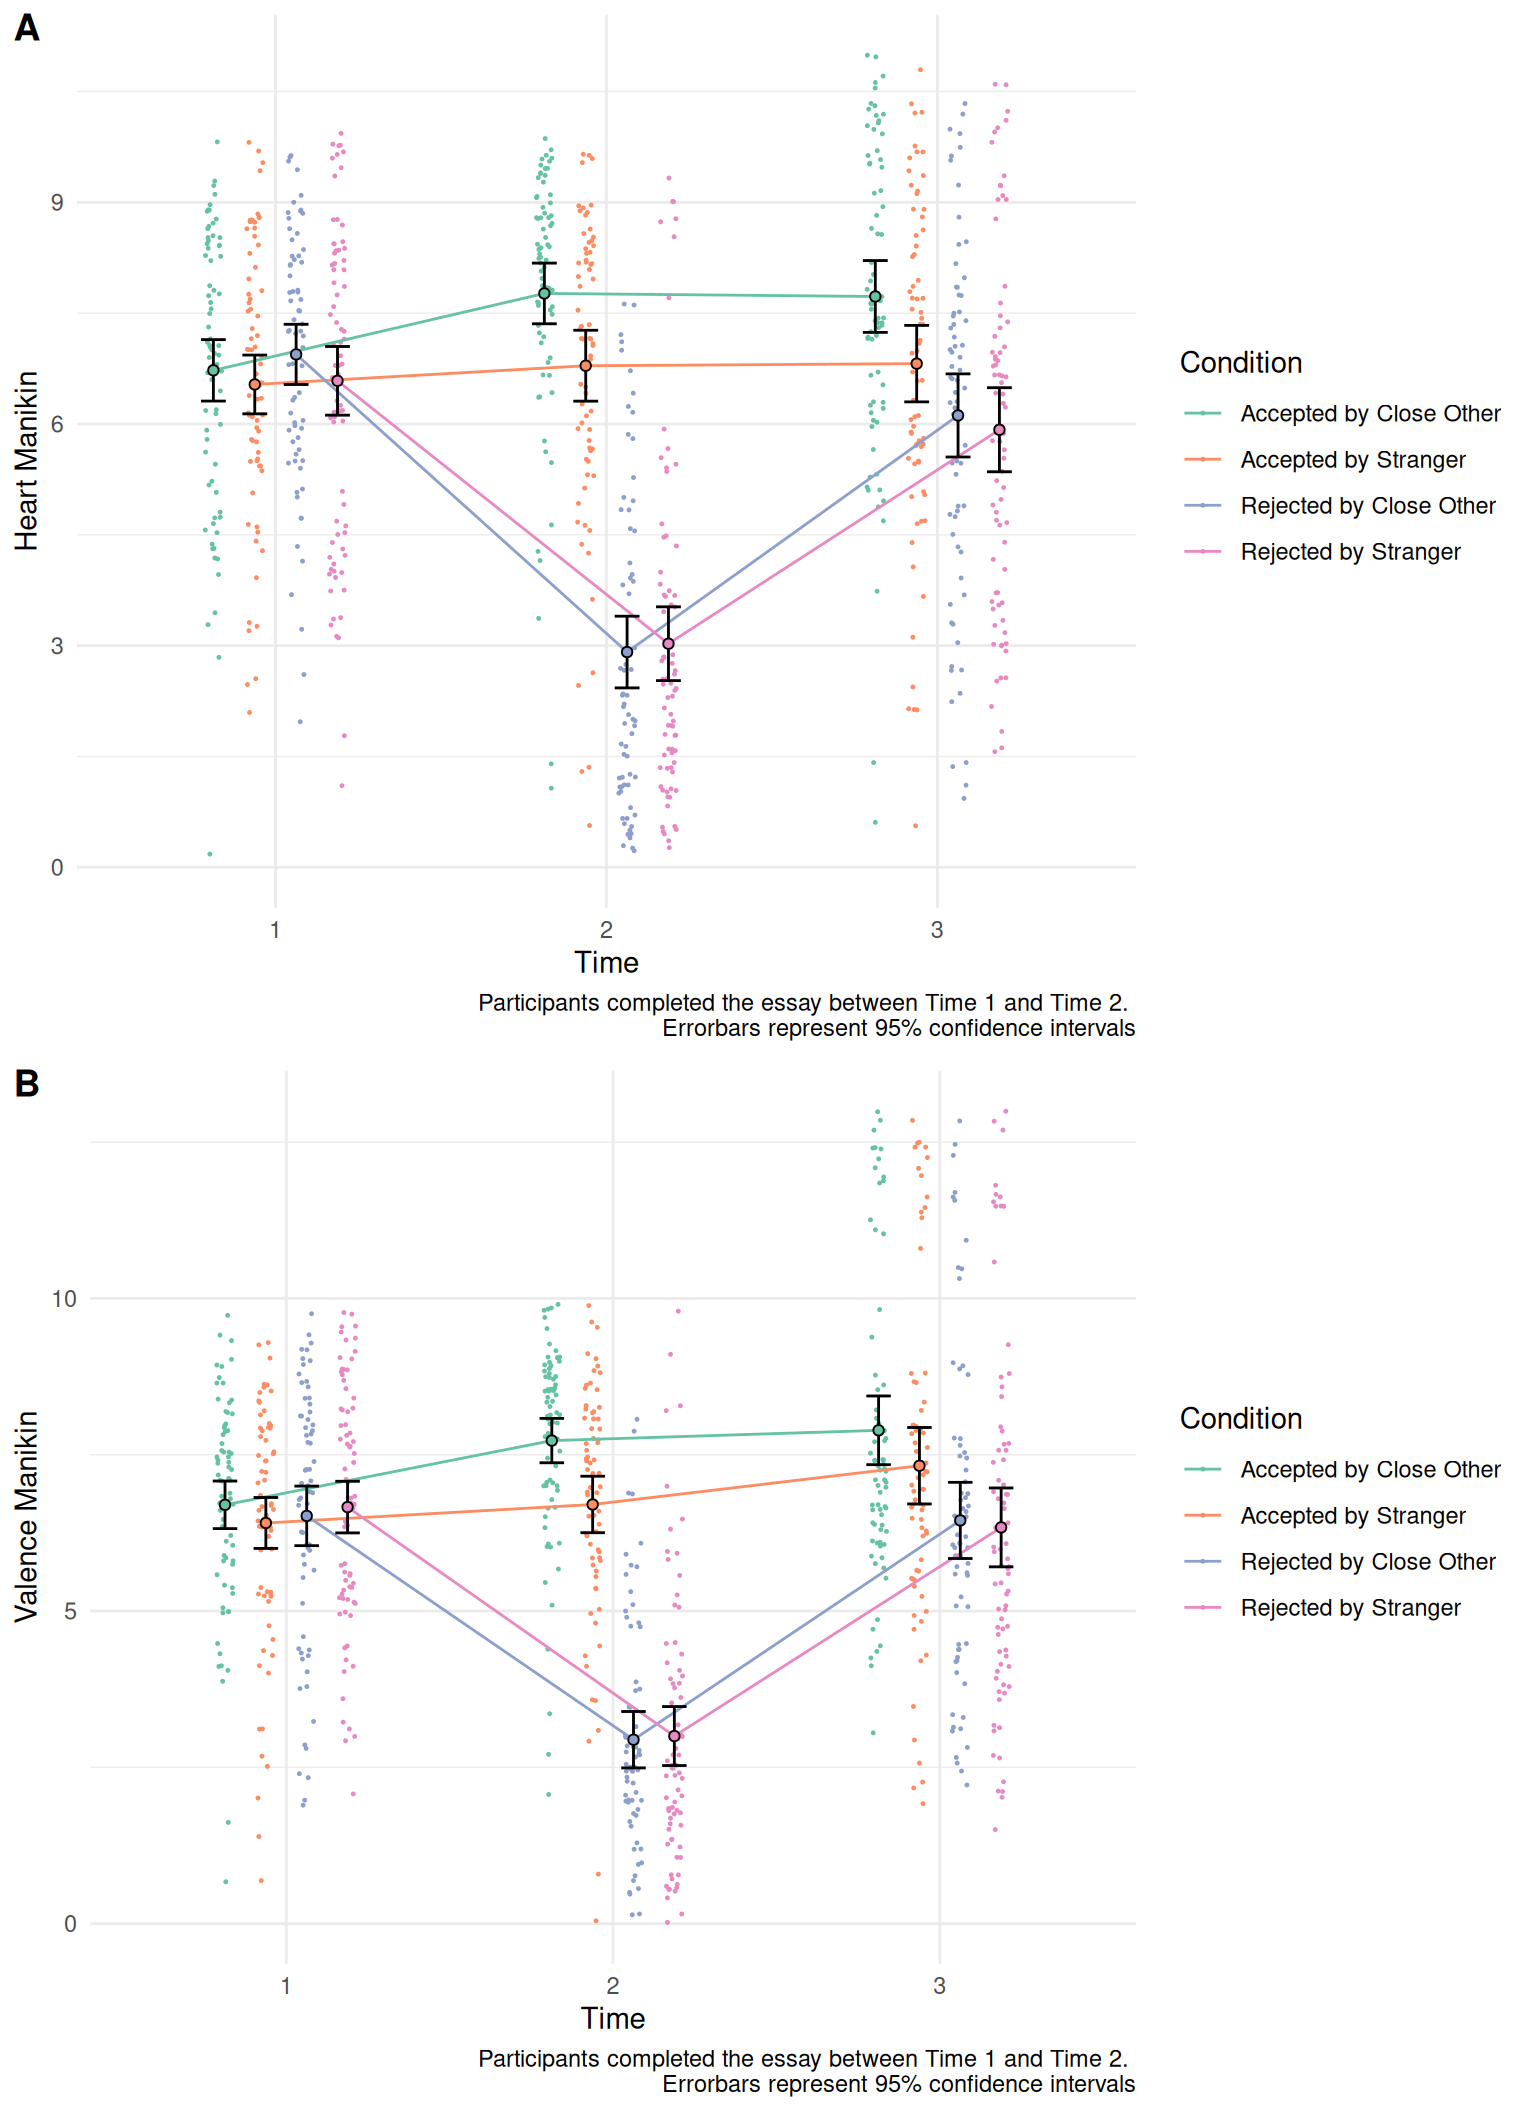 A
Heart Manikin
9
6
3
0
1 2 3
Time
Participants completed the essay between Time 1 and Time 2.
Errorbars represent 95% confidence intervals
Condition
Accepted by Close Other
Accepted by Stranger
Rejected by Close Other
Rejected by Stranger
B
Valence Manikin
10
5
0
1 2 3
Time
Participants completed the essay between Time 1 and Time 2.
Errorbars represent 95% confidence intervals
Condition
Accepted by Close Other
Accepted by Stranger
Rejected by Close Other
Rejected by Stranger